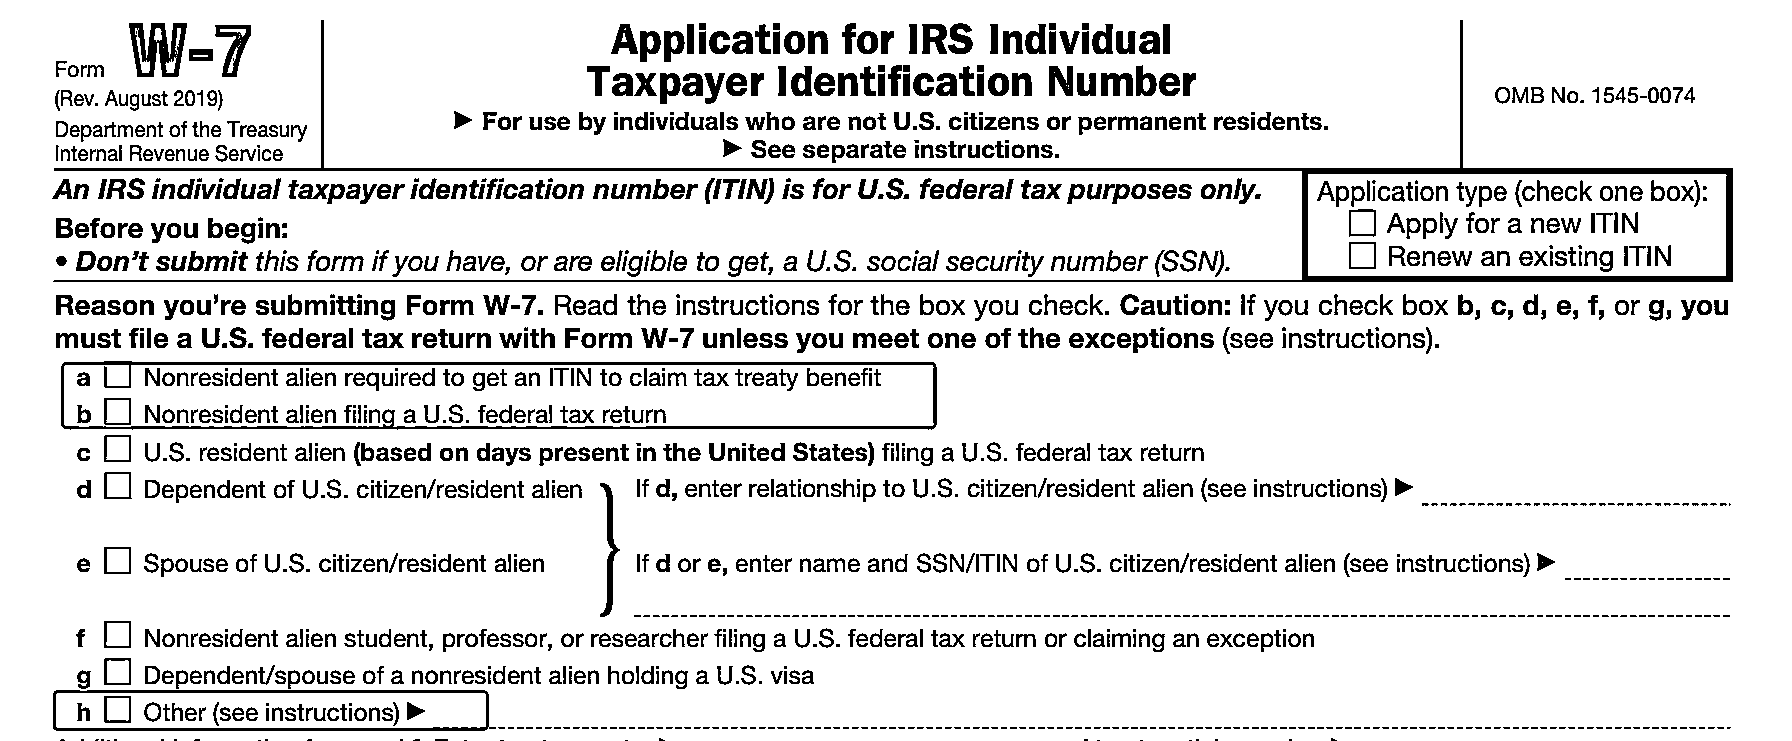 Form W-7
(Rev. August 2019)
Department of the Treasury
Internal Revenue Service
Application for IRS Individual
Taxpayer Identification Number
▶ For use by individuals who are not U.S. citizens or permanent residents.
▶ See separate instructions.
OMB No. 1545-0074
An IRS individual taxpayer identification number (ITIN) is for U.S. federal tax purposes only.
Before you begin:
• Don't submit this form if you have, or are eligible to get, a U.S. social security number (SSN).
Application type (check one box):
Apply for a new ITIN
Renew an existing ITIN
Reason you're submitting Form W-7. Read the instructions for the box you check. Caution: If you check box b, c, d, e, f, or g, you
must file a U.S. federal tax return with Form W-7 unless you meet one of the exceptions (see instructions).
a Nonresident alien required to get an ITIN to claim tax treaty benefit
b Nonresident alien filing a U.S. federal tax return
c U.S. resident alien (based on days present in the United States) filing a U.S. federal tax return
d Dependent of U.S. citizen/resident alien If d, enter relationship to U.S. citizen/resident alien (see instructions) ▶
e Spouse of U.S. citizen/resident alien If d or e, enter name and SSN/ITIN of U.S. citizen/resident alien (see instructions) ▶
f Nonresident alien student, professor, or researcher filing a U.S. federal tax return or claiming an exception
g Dependent/spouse of a nonresident alien holding a U.S. visa
h Other (see instructions) ▶